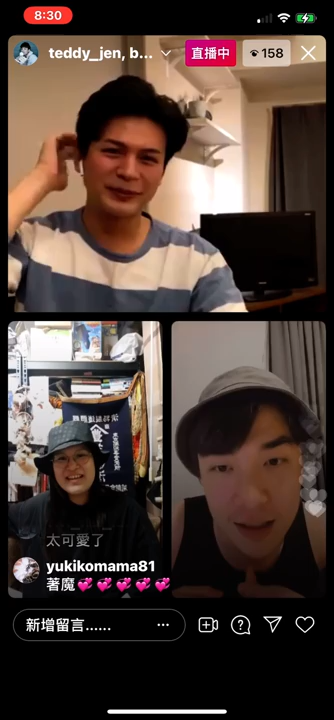 8:30
teddy_jen, b...
直播中
158
太可愛了
yukikomama81
著魔💞💞💞💞💞
新增留言......